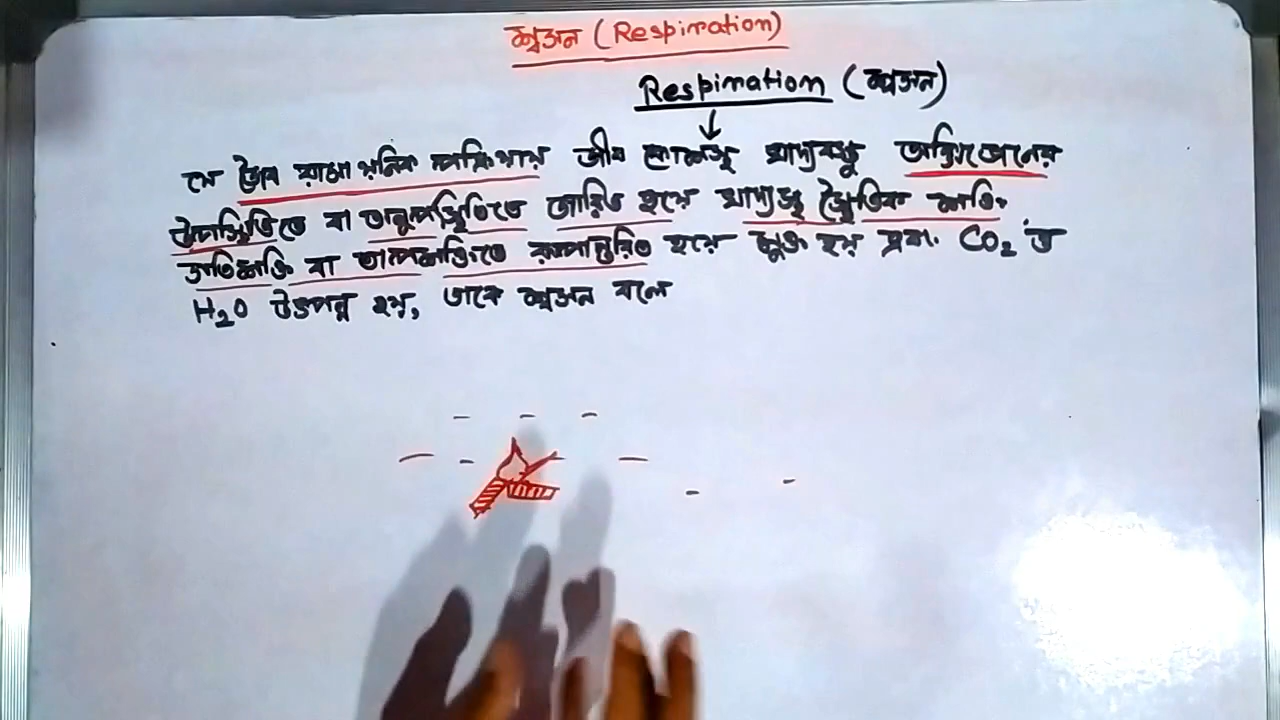 শ্বসন (Respiration)
Respiration (শ্বসন)
যে জৈব রাসায়নিক প্রক্রিয়ায় জীব কোষস্থ খাদ্যবস্তু অক্সিজেনের
উপস্থিতিতে বা অনুপস্থিতিতে জারিত হয়ে খাদ্যস্থ স্থৈতিক শক্তি
গতিশক্তি বা তাপশক্তিতে রূপান্তরিত হয়ে মুক্ত হয় এবং CO₂ ও
H₂O উৎপন্ন হয়, তাকে শ্বসন বলে